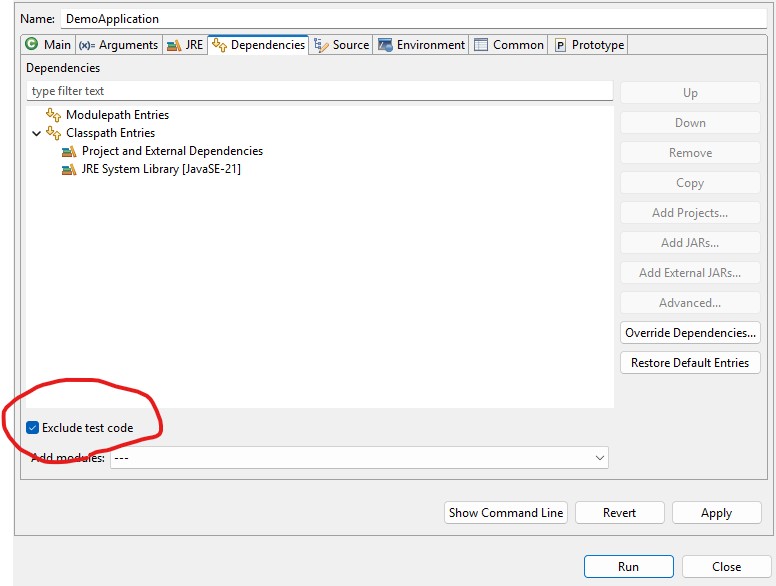 Name: DemoApplication
Main (x)= Arguments JRE Dependencies Source Environment Common P Prototype
Dependencies
type filter text
Up
Modulepath Entries
Down
Classpath Entries
Project and External Dependencies
Remove
JRE System Library [JavaSE-21]
Copy
Add Projects...
Add JARs...
Add External JARs...
Advanced...
Override Dependencies...
Restore Default Entries
Exclude test code
Add modules: ---
Show Command Line Revert Apply
Run Close